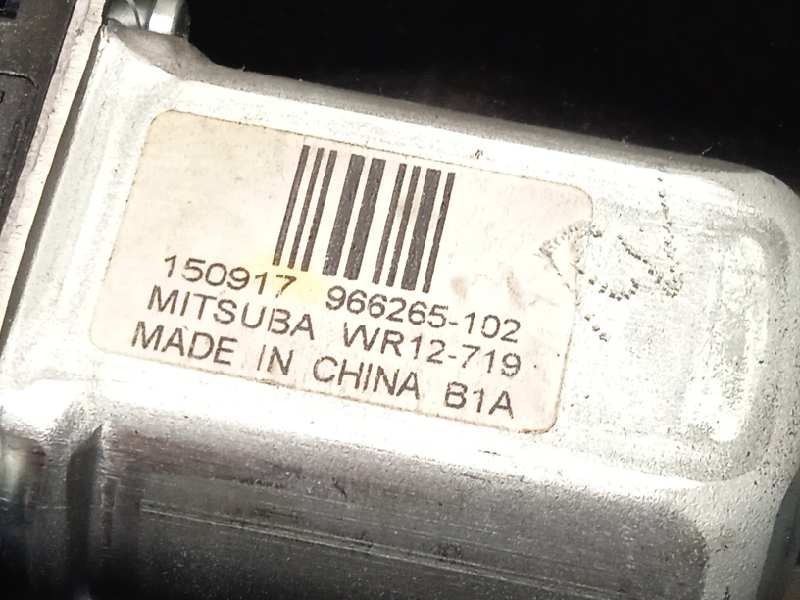 150917 966265-102
MITSUBA WR12-719
MADE IN CHINA B1A